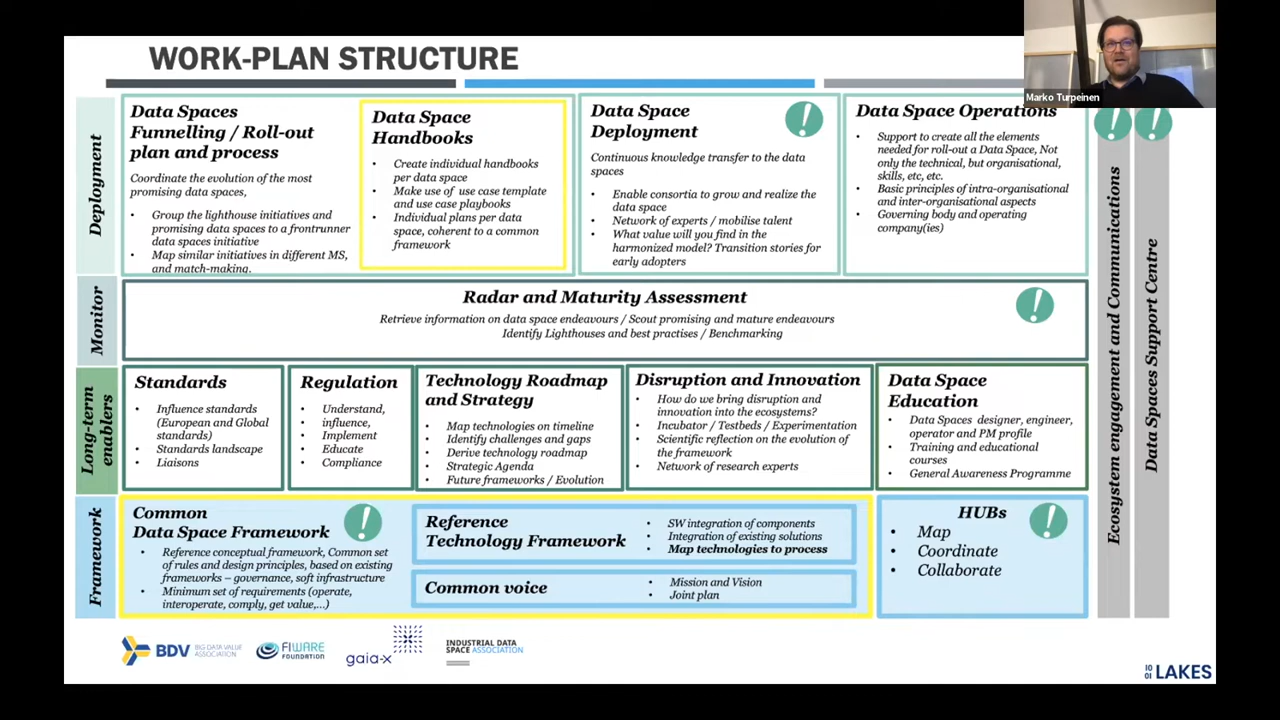 WORK-PLAN STRUCTURE
Marko Turpeinen
Deployment
Data Spaces
Funnelling / Roll-out
plan and process
Coordinate the evolution of the most
promising data spaces,
• Group the lighthouse initiatives and
promising data spaces to a frontrunner
data spaces initiative
• Map similar initiatives in different MS,
and match-making.
Data Space
Handbooks
• Create individual handbooks
per data space
• Make use of use case template
and use case playbooks
• Individual plans per data
space, coherent to a common
framework
Data Space
Deployment
!
Continuous knowledge transfer to the data
spaces
• Enable consortia to grow and realize the
data space
• Network of experts / mobilise talent
• What value will you find in the
harmonized model? Transition stories for
early adopters
Data Space Operations
• Support to create all the elements
needed for roll-out a Data Space, Not
only the technical, but organisational,
skills, etc, etc.
• Basic principles of intra-organisational
and inter-organisational aspects
• Governing body and operating
company(ies)
Monitor
Radar and Maturity Assessment
Retrieve information on data space endeavours / Scout promising and mature endeavours
Identify Lighthouses and best practises / Benchmarking
!
Long-term
enablers
Standards
• Influence standards
(European and Global
standards)
• Standards landscape
• Liaisons
Regulation
• Understand,
• influence,
• Implement
• Educate
• Compliance
Technology Roadmap
and Strategy
• Map technologies on timeline
• Identify challenges and gaps
• Derive technology roadmap
• Strategic Agenda
• Future frameworks / Evolution
Disruption and Innovation
• How do we bring disruption and
innovation into the ecosystems?
• Incubator / Testbeds / Experimentation
• Scientific reflection on the evolution of
the framework
• Network of research experts
Data Space
Education
• Data Spaces designer, engineer,
operator and PM profile
• Training and educational
courses
• General Awareness Programme
Framework
Common
Data Space Framework
!
• Reference conceptual framework, Common set
of rules and design principles, based on existing
frameworks – governance, soft infrastructure
• Minimum set of requirements (operate,
interoperate, comply, get value,...)
Reference
Technology Framework
• SW integration of components
• Integration of existing solutions
• Map technologies to process
Common voice
• Mission and Vision
• Joint plan
HUBs
!
• Map
• Coordinate
• Collaborate
!
Ecosystem engagement and Communications
!
Data Spaces Support Centre
BDV BIG DATA VALUE
ASSOCIATION
FIWARE
FOUNDATION
gaia-x
INDUSTRIAL DATA
SPACE ASSOCIATION
1001 LAKES